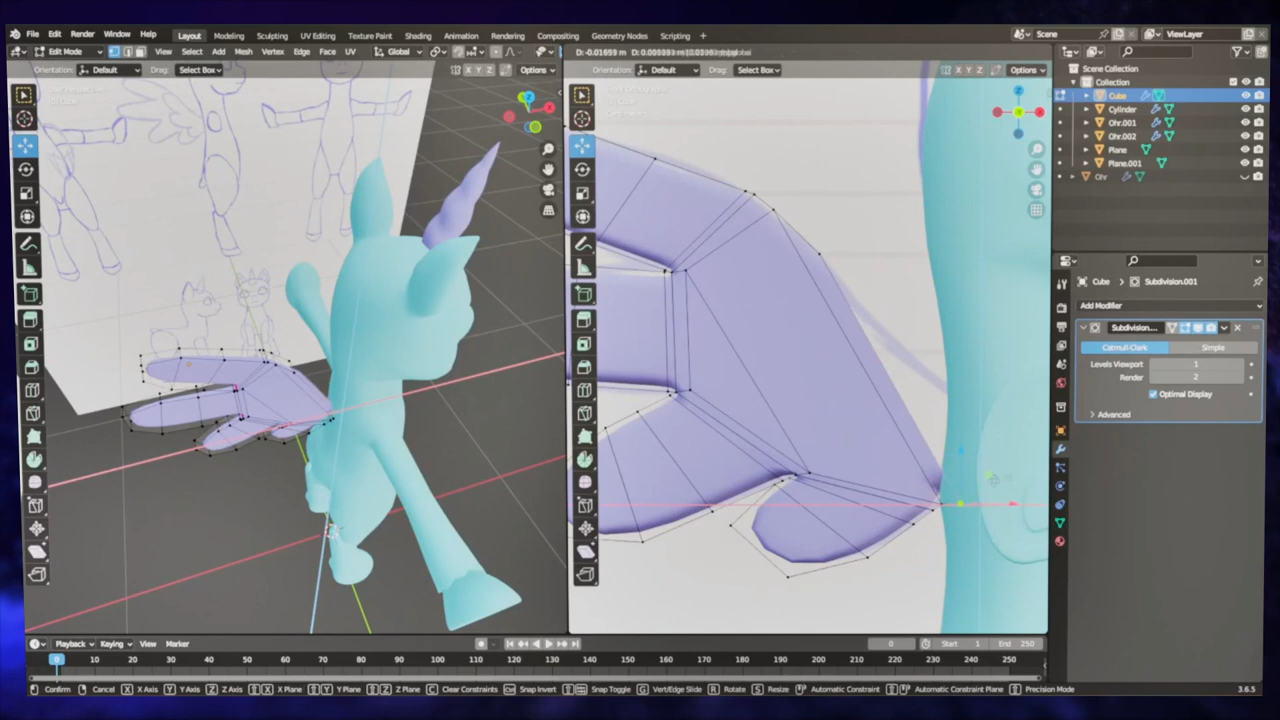 File Edit Render Window Help Layout Modeling Sculpting UV Editing Texture Paint Shading Animation Rendering Compositing Geometry Nodes Scripting + Scene ViewLayer
Edit Mode View Select Add Mesh Vertex Edge Face UV Global
Orientation: Default Drag: Select Box X Y Z Options
Orientation: Default Drag: Select Box X Y Z Options
Scene Collection
Collection
Cube
Cylinder
Ohr.001
Ohr.002
Plane
Plane.001
Ohr
Cube Subdivision.001
Add Modifier
Subdivision...
Catmull-Clark Simple
Levels Viewport 1
Render 2
Optimal Display
Advanced
Playback Keying View Marker 0 Start 1 End 250
0 10 20 30 40 50 60 70 80 90 100 110 120 130 140 150 160 170 180 190 200 210 220 230 240 250
Confirm Cancel X X Axis Y Y Axis Z Z Axis X X Plane Y Y Plane Z Z Plane C Clear Constraints Snap Invert Snap Toggle G Vert/Edge Slide R Rotate S Resize Automatic Constraint Automatic Constraint Plane Precision Mode 3.6.5